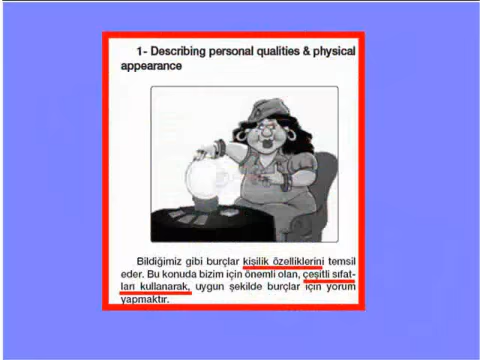 1- Describing personal qualities & physical
appearance
Bildiğimiz gibi burçlar kişilik özelliklerini temsil
eder. Bu konuda bizim için önemli olan, çeşitli sıfat-
ları kullanarak, uygun şekilde burçlar için yorum
yapmaktır.